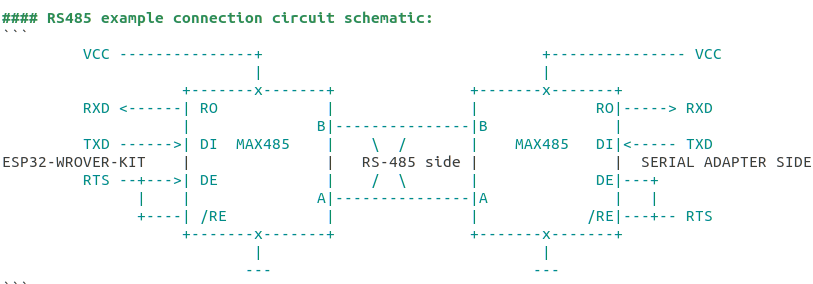 #### RS485 example connection circuit schematic:
```
         VCC ---------------+                               +--------------- VCC
                            |                               |
                    +-------x-------+               +-------x-------+
         RXD <------| RO            |               |             RO|-----> RXD
                    |              B|---------------|B              |
         TXD ------>| DI  MAX485    |    \  /       |    MAX485   DI|<----- TXD
ESP32-WROVER-KIT    |               |   RS-485 side |               |  SERIAL ADAPTER SIDE
         RTS --+--->| DE            |    /  \       |             DE|---+
               |    |              A|---------------|A              |   |
               +----| /RE           |               |            /RE|---+-- RTS
                    +-------x-------+               +-------x-------+
                            |                               |
                           ---                             ---
```